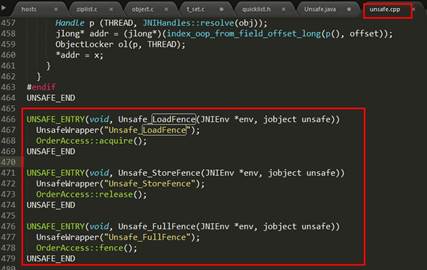 hosts ziplist.c object.c t_set.c quicklist.h Unsafe.java unsafe.cpp
457 Handle p (THREAD, JNIHandles::resolve(obj));
458 jlong* addr = (jlong*)(index_oop_from_field_offset_long(p(), offset));
459 ObjectLocker ol(p, THREAD);
460 *addr = x;
461 }
462 }
463 #endif
464 UNSAFE_END
465
466 UNSAFE_ENTRY(void, Unsafe_LoadFence(JNIEnv *env, jobject unsafe))
467 UnsafeWrapper("Unsafe_LoadFence");
468 OrderAccess::acquire();
469 UNSAFE_END
470
471 UNSAFE_ENTRY(void, Unsafe_StoreFence(JNIEnv *env, jobject unsafe))
472 UnsafeWrapper("Unsafe_StoreFence");
473 OrderAccess::release();
474 UNSAFE_END
475
476 UNSAFE_ENTRY(void, Unsafe_FullFence(JNIEnv *env, jobject unsafe))
477 UnsafeWrapper("Unsafe_FullFence");
478 OrderAccess::fence();
479 UNSAFE_END
480